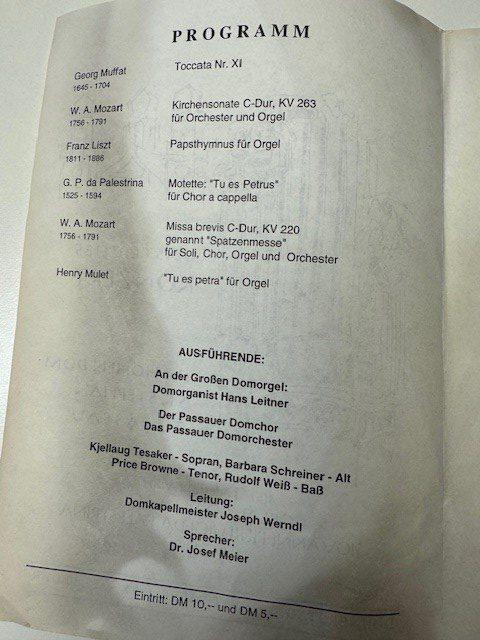 PROGRAMM
Georg Muffat Toccata Nr. XI
1645 - 1704
W. A. Mozart Kirchensonate C-Dur, KV 263
1756 - 1791 für Orchester und Orgel
Franz Liszt Papsthymnus für Orgel
1811 - 1886
G. P. da Palestrina Motette: "Tu es Petrus"
1525 - 1594 für Chor a cappella
W. A. Mozart Missa brevis C-Dur, KV 220
1756 - 1791 genannt "Spatzenmesse"
für Soli, Chor, Orgel und Orchester
Henry Mulet "Tu es petra" für Orgel
AUSFÜHRENDE:
An der Großen Domorgel:
Domorganist Hans Leitner
Der Passauer Domchor
Das Passauer Domorchester
Kjellaug Tesaker - Sopran, Barbara Schreiner - Alt
Price Browne - Tenor, Rudolf Weiß - Baß
Leitung:
Domkapellmeister Joseph Werndl
Sprecher:
Dr. Josef Meier
Eintritt: DM 10,-- und DM 5,--